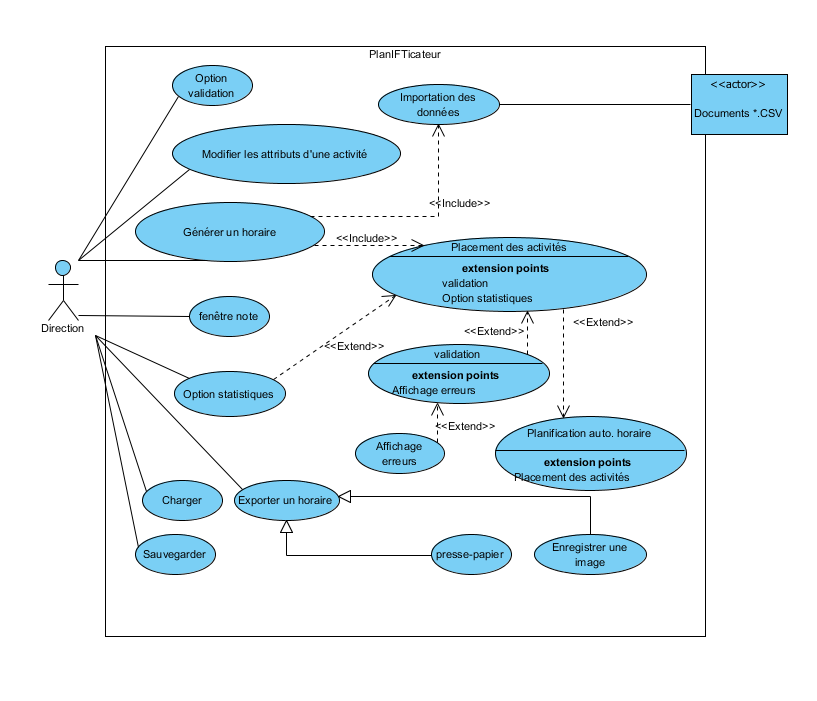 PlanIFTicateur
Option
validation
Importation des
données
<<actor>>
Documents *.CSV
Modifier les attributs d'une activité
<<Include>>
Générer un horaire
<<Include>>
Placement des activités
extension points
validation
Option statistiques
Direction
fenêtre note
<<Extend>>
<<Extend>>
<<Extend>>
validation
extension points
Affichage erreurs
Option statistiques
<<Extend>>
Affichage
erreurs
Planification auto. horaire
extension points
Placement des activités
Charger
Exporter un horaire
Sauvegarder
presse-papier
Enregistrer une
image